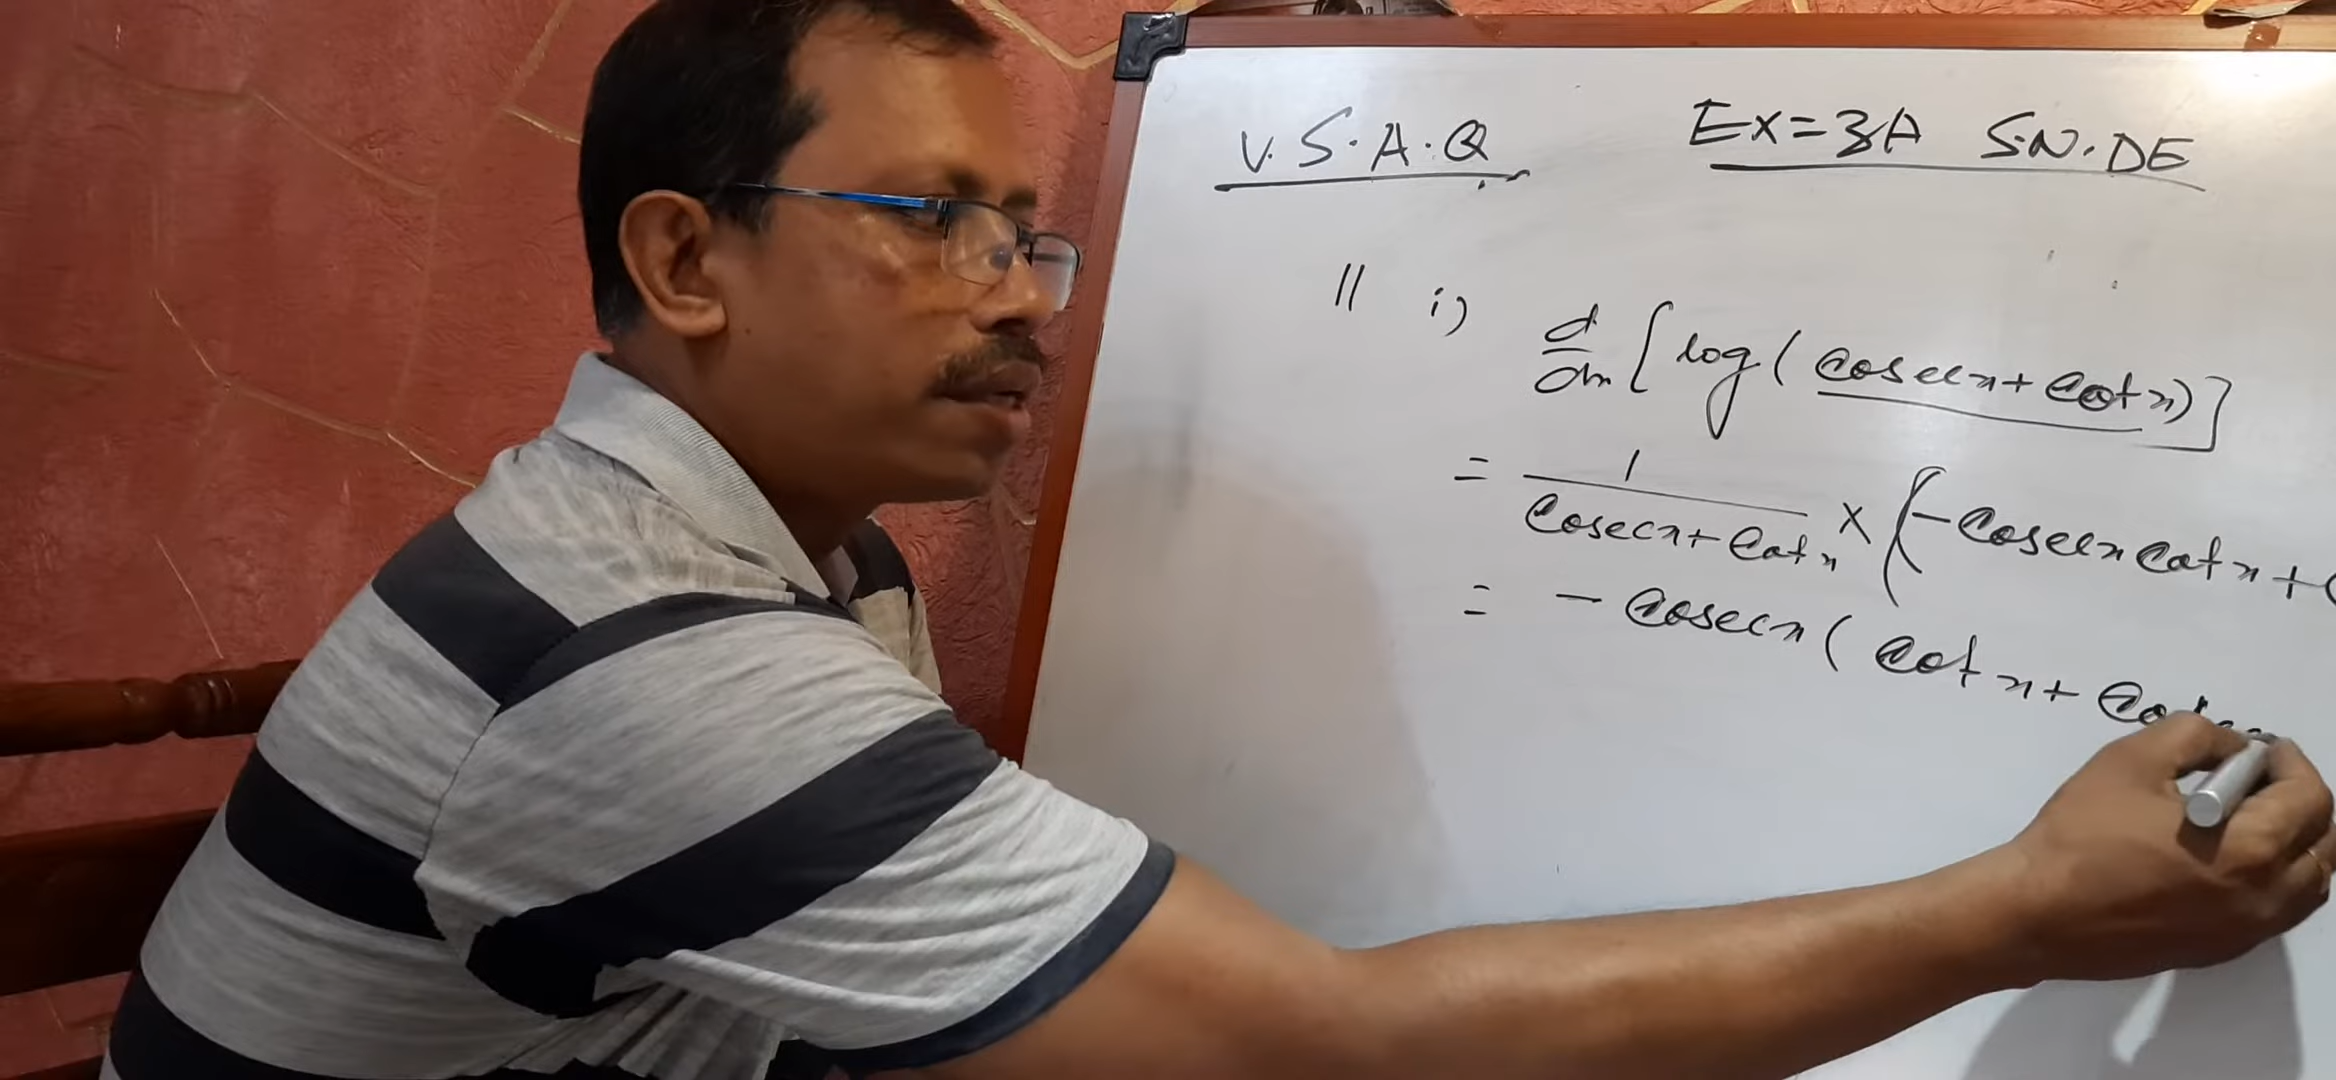 V.S.A.Q Ex=3A S.N.DE
11 i) d/dx [log(cosecx+cotx)]
= 1/cosecx+cotx × (-cosecx cotx+
= -cosecx(cotx+